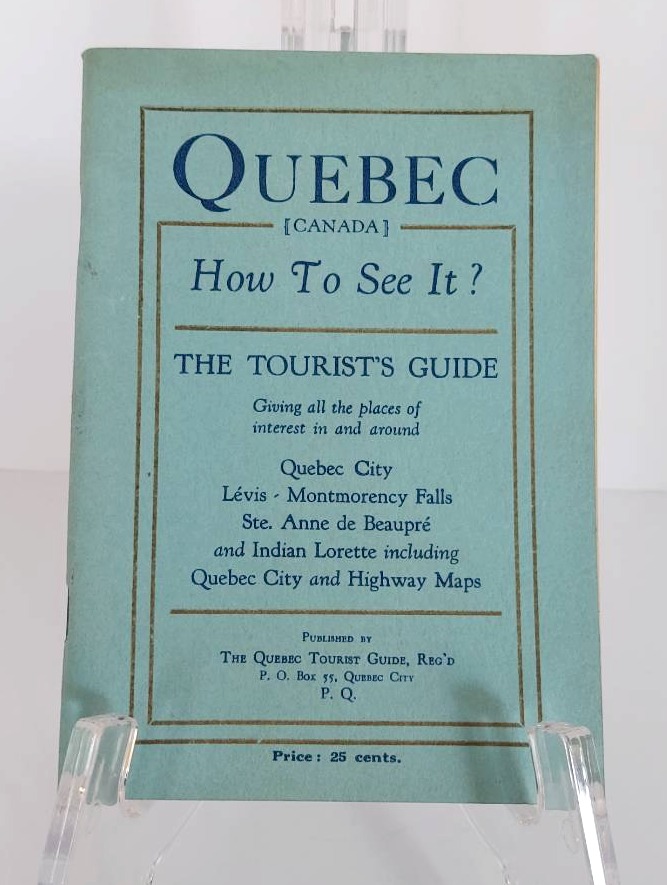 QUEBEC
[CANADA]
How To See It?
THE TOURIST'S GUIDE
Giving all the places of
interest in and around
Quebec City
Lévis - Montmorency Falls
Ste. Anne de Beaupré
and Indian Lorette including
Quebec City and Highway Maps
PUBLISHED BY
THE QUEBEC TOURIST GUIDE, REG'D
P. O. BOX 55, QUEBEC CITY
P. Q.
Price: 25 cents.